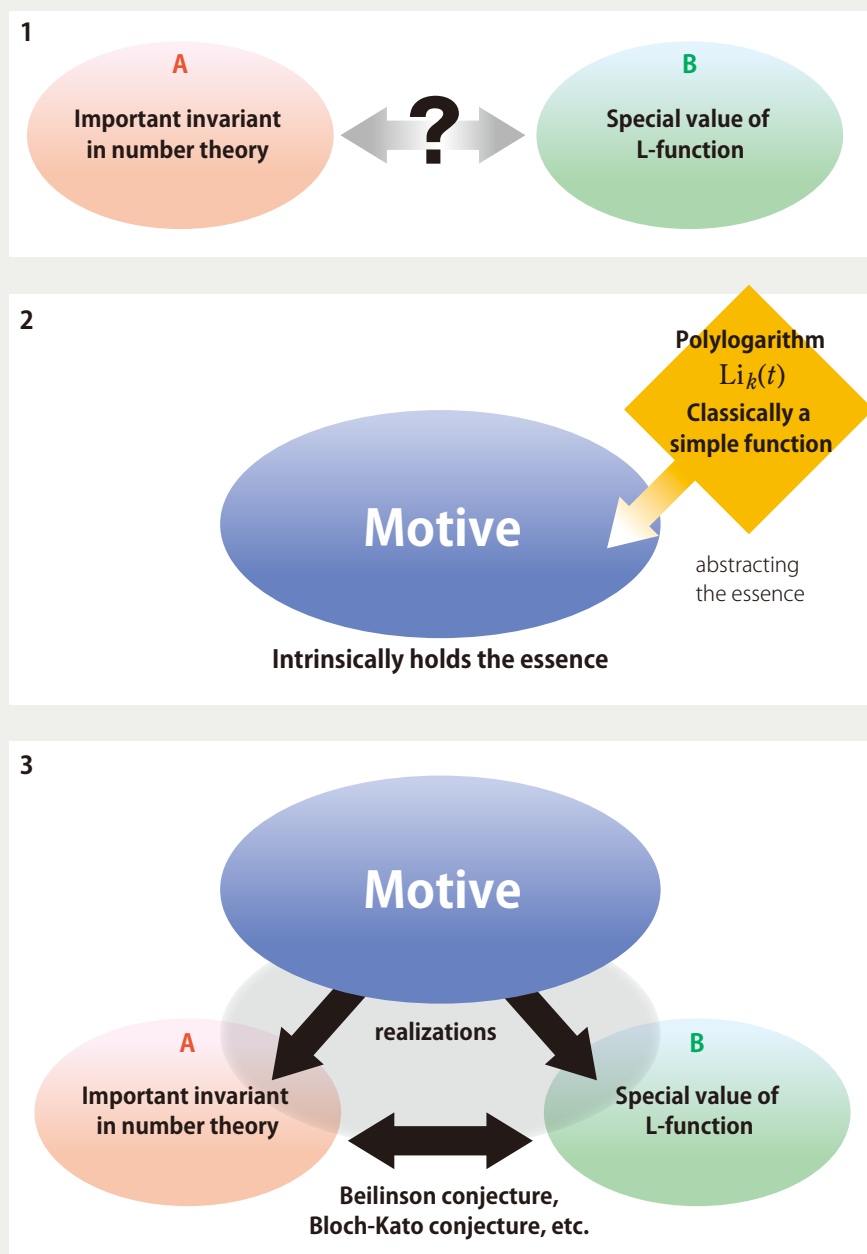 1
A
Important invariant
in number theory
?
B
Special value of
L-function
2
Polylogarithm
Liₖ(t)
Classically a
simple function
Motive
abstracting
the essence
Intrinsically holds the essence
3
Motive
realizations
A
Important invariant
in number theory
B
Special value of
L-function
Beilinson conjecture,
Bloch-Kato conjecture, etc.